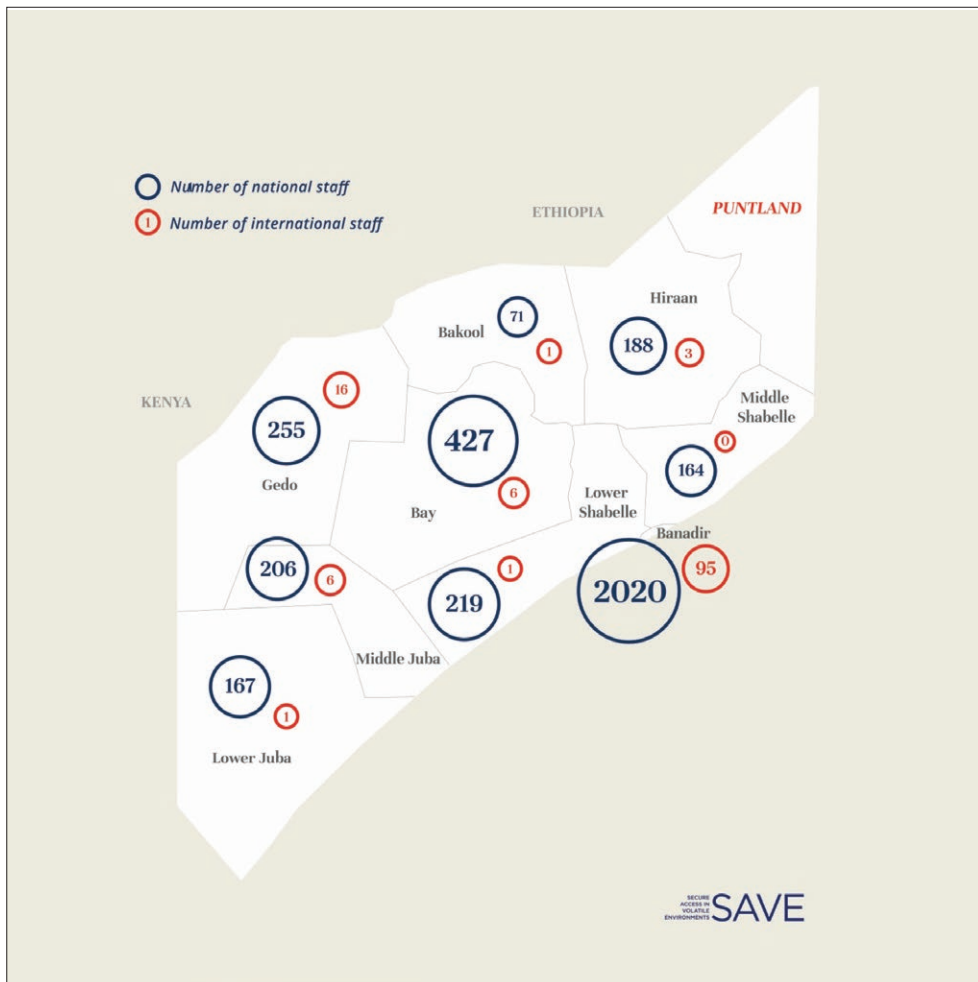 Number of national staff
1
Number of international staff
ETHIOPIA
PUNTLAND
Hiraan
71
Bakool
188
1
3
16
KENYA
Middle
Shabelle
255
427
0
164
Gedo
6
Lower
Shabelle
Bay
Banadir
206
6
1
95
219
2020
Middle Juba
167
1
Lower Juba
SECURE
ACCESS IN
VOLATILE
ENVIRONMENTS
SAVE